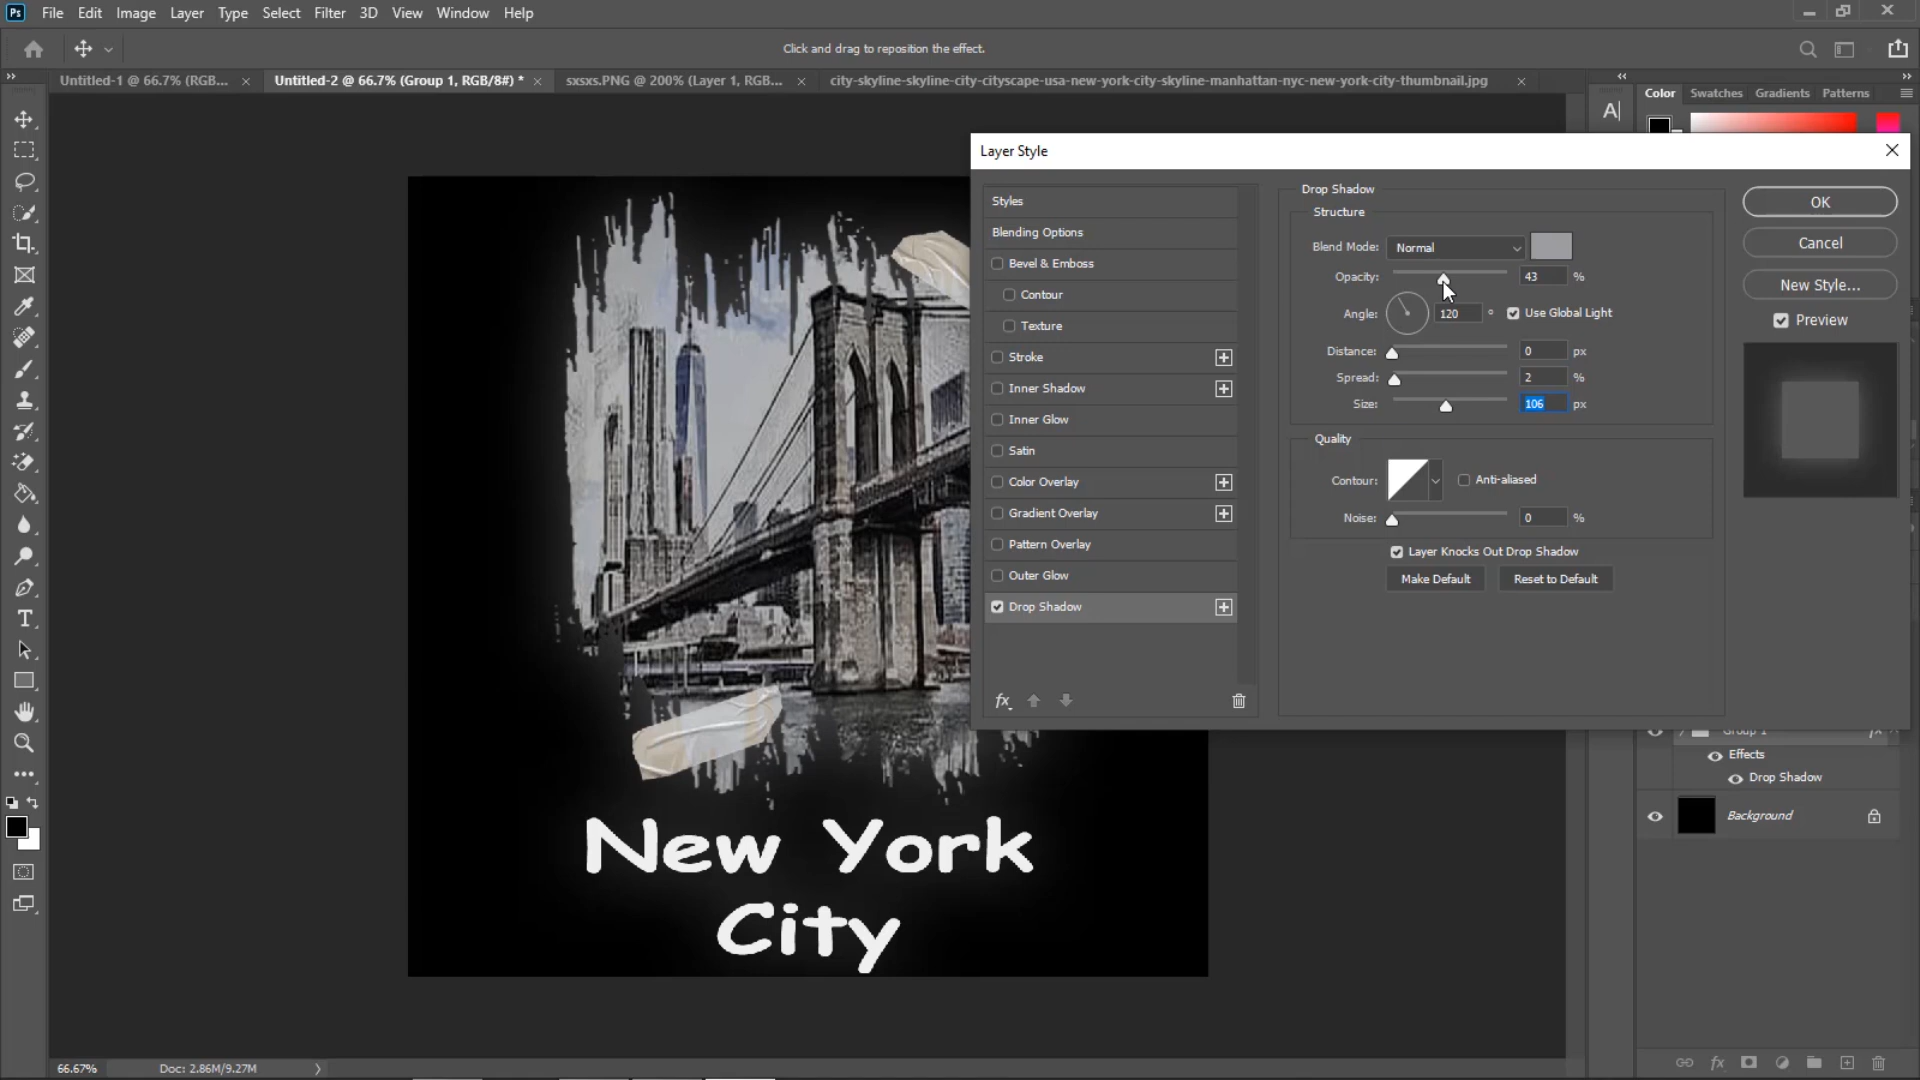 Ps File Edit Image Layer Type Select Filter 3D View Window Help
Click and drag to reposition the effect.
Untitled-1 @ 66.7% (RGB... × Untitled-2 @ 66.7% (Group 1, RGB/8#) * × sxsxs.PNG @ 200% (Layer 1, RGB... × city-skyline-skyline-city-cityscape-usa-new-york-city-skyline-manhattan-nyc-new-york-city-thumbnail.jpg ×
Color Swatches Gradients Patterns
Layer Style
Styles
Blending Options
Bevel & Emboss
Contour
Texture
Stroke
Inner Shadow
Inner Glow
Satin
Color Overlay
Gradient Overlay
Pattern Overlay
Outer Glow
Drop Shadow
fx
Drop Shadow
Structure
Blend Mode: Normal
Opacity: 43 %
Angle: 120 ° Use Global Light
Distance: 0 px
Spread: 2 %
Size: 106 px
Quality
Contour: Anti-aliased
Noise: 0 %
Layer Knocks Out Drop Shadow
Make Default Reset to Default
OK
Cancel
New Style...
Preview
Group 1 fx
Effects
Drop Shadow
Background
New York
City
66.67% Doc: 2.86M/9.27M
fx